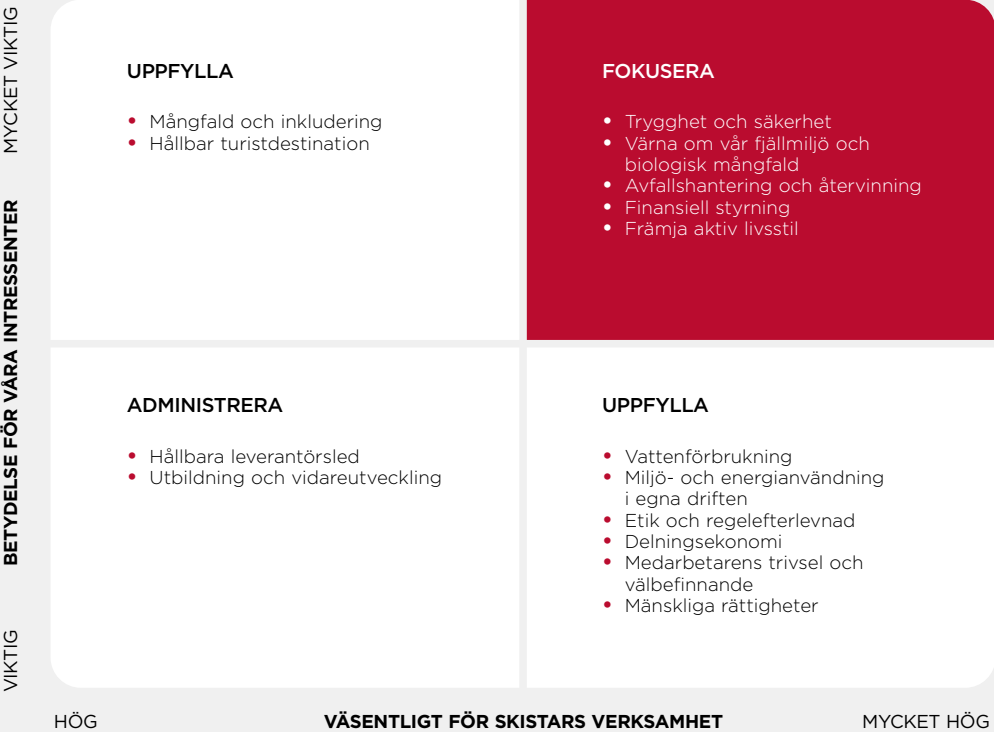 MYCKET VIKTIG
BETYDELSE FÖR VÅRA INTRESSENTER
VIKTIG
UPPFYLLA
• Mångfald och inkludering
• Hållbar turistdestination
FOKUSERA
• Trygghet och säkerhet
• Värna om vår fjällmiljö och
biologisk mångfald
• Avfallshantering och återvinning
• Finansiell styrning
• Främja aktiv livsstil
ADMINISTRERA
• Hållbara leverantörsled
• Utbildning och vidareutveckling
UPPFYLLA
• Vattenförbrukning
• Miljö- och energianvändning
i egna driften
• Etik och regelefterlevnad
• Delningsekonomi
• Medarbetarens trivsel och
välbefinnande
• Mänskliga rättigheter
HÖG
VÄSENTLIGT FÖR SKISTARS VERKSAMHET
MYCKET HÖG